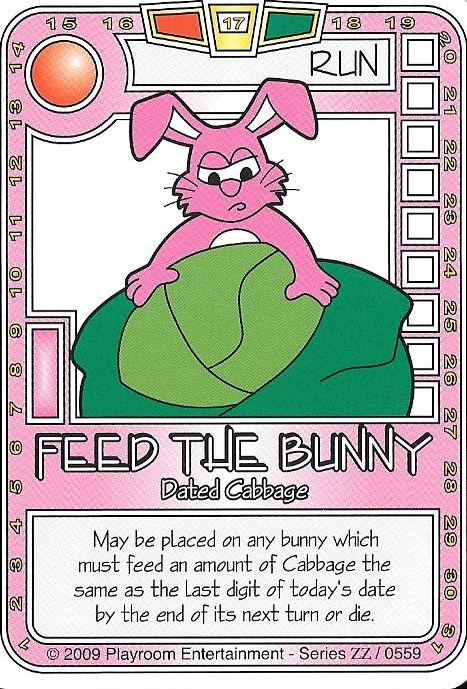 15 16 17 18 19
RUN
14
13
12
11
10
9
8
7
6
5
4
3
2
1
20
21
22
23
24
25
26
27
28
29
30
31
FEED THE BUNNY
Dated Cabbage
May be placed on any bunny which
must feed an amount of Cabbage the
same as the last digit of today's date
by the end of its next turn or die.
© 2009 Playroom Entertainment - Series ZZ / 0559